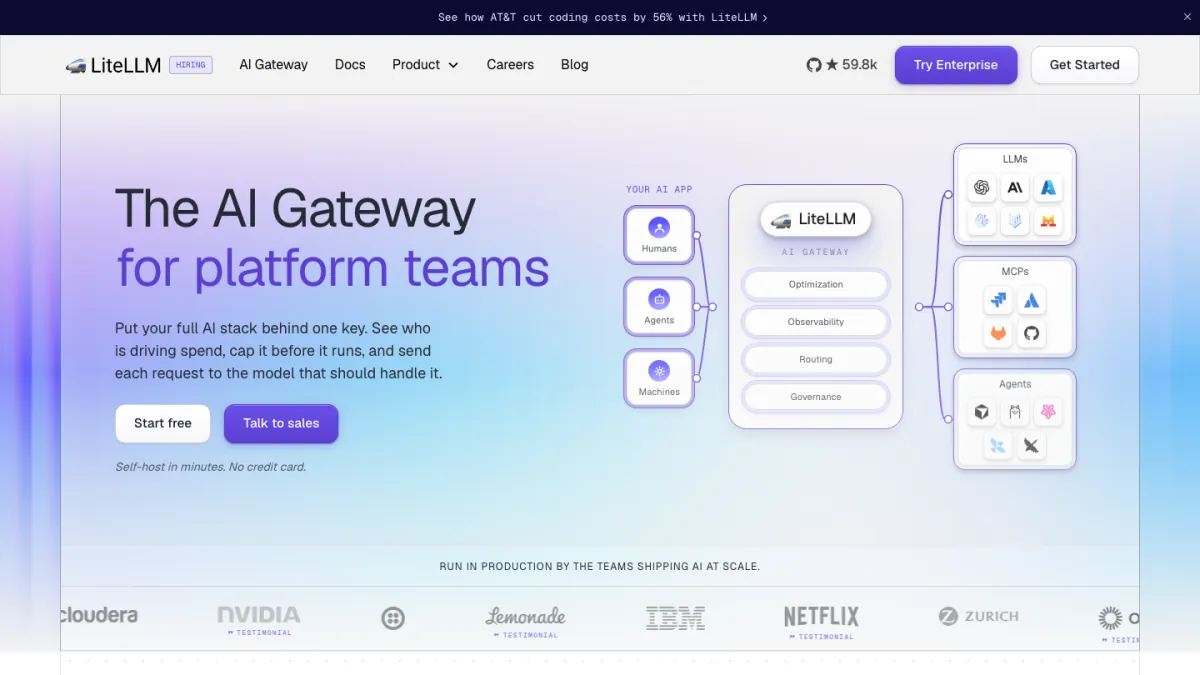 See how AT&T cut coding costs by 56% with LiteLLM ›
LiteLLM
HIRING
AI Gateway
Docs
Product
Careers
Blog
★ 59.8k
Try Enterprise
Get Started
The AI Gateway
for platform teams
Put your full AI stack behind one key. See who
is driving spend, cap it before it runs, and send
each request to the model that should handle it.
Start free
Talk to sales
Self-host in minutes. No credit card.
YOUR AI APP
Humans
Agents
Machines
LiteLLM
AI GATEWAY
Optimization
Observability
Routing
Governance
LLMs
MCPs
Agents
RUN IN PRODUCTION BY THE TEAMS SHIPPING AI AT SCALE.
cloudera
NVIDIA
TESTIMONIAL
Lemonade
TESTIMONIAL
IBM
NETFLIX
TESTIMONIAL
ZURICH